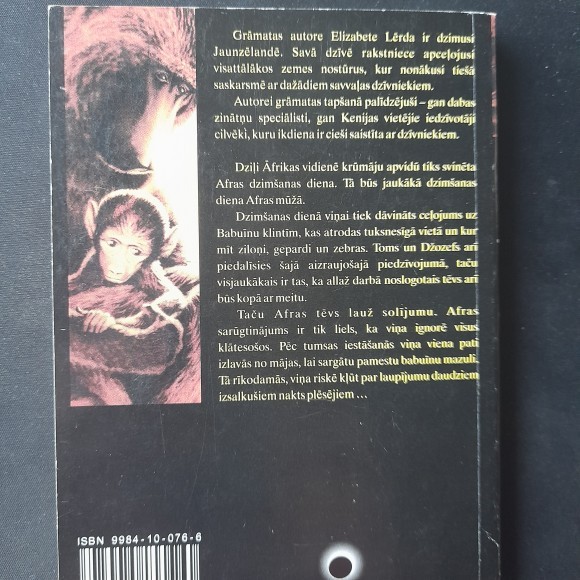 Grāmatas autore Elizabete Lērda ir dzimusi
Jaunzēlandē. Savā dzīvē rakstniece apceļojusi
visattālākos zemes nostūrus, kur nonākusi tiešā
saskarsmē ar dažādiem savvaļas dzīvniekiem.
Autorei grāmatas tapšanā palīdzējuši – gan dabas
zinātņu speciālisti, gan Kenijas vietējie iedzīvotāji
cilvēki, kuru ikdiena ir cieši saistīta ar dzīvniekiem.
Dziļi Āfrikas vidienē krūmāju apvidū tiks svinēta
Afras dzimšanas diena. Tā būs jaukākā dzimšanas
diena Afras mūžā.
Dzimšanas dienā viņai tiek dāvināts ceļojums uz
Babuīnu klintīm, kas atrodas tuksnesīgā vietā un kur
mīt ziloņi, gepardi un zebras. Toms un Džozefs arī
piedalīsies šajā aizraujošajā piedzīvojumā, taču
visjaukākais ir tas, ka allaž darbā noslogotais tēvs arī
būs kopā ar meitu.
Taču Afras tēvs lauž solījumu. Afras
sarūgtinājums ir tik liels, ka viņa ignorē visus
klātesošos. Pēc tumsas iestāšanās viņa viena pati
izlavās no mājas, lai sargātu pamestu babuīnu mazuli.
Tā rīkodamās, viņa riskē kļūt par laupījumu daudziem
izsalkušiem nakts plēsējiem ...
ISBN 9984-10-076-6